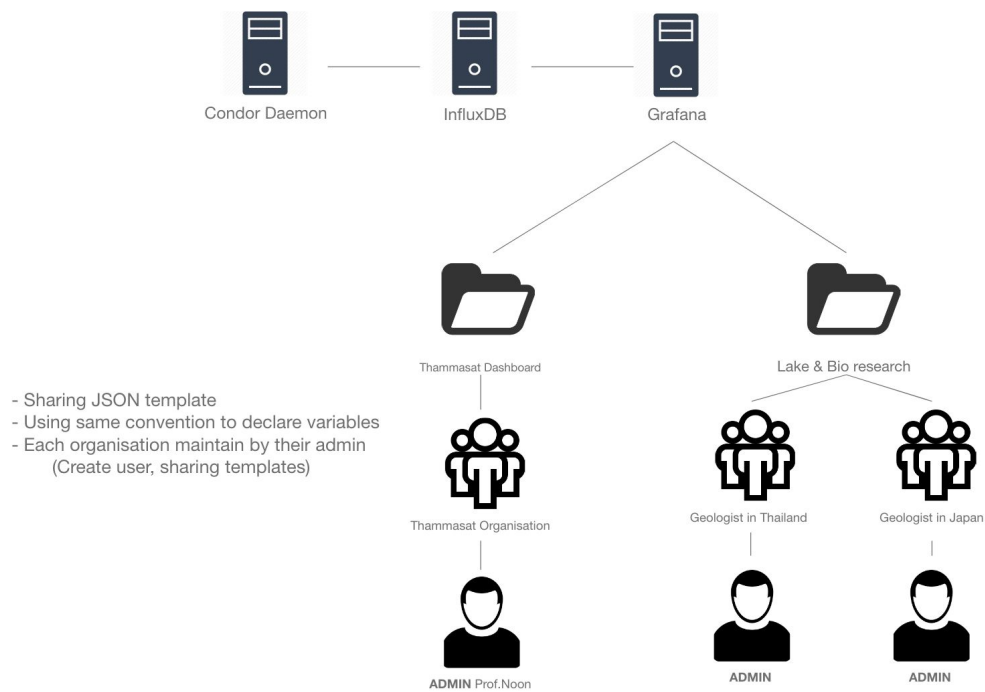 Condor Daemon
InfluxDB
Grafana
Thammasat Dashboard
Lake & Bio research
- Sharing JSON template
- Using same convention to declare variables
- Each organisation maintain by their admin
(Create user, sharing templates)
Thammasat Organisation
Geologist in Thailand
Geologist in Japan
ADMIN Prof.Noon
ADMIN
ADMIN